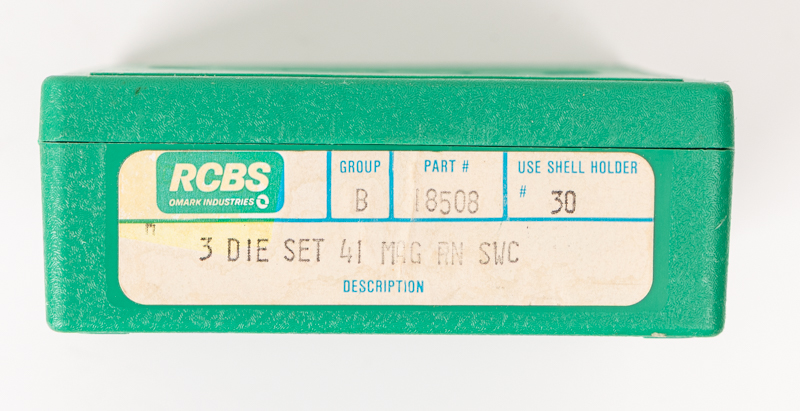 RCBS
OMARK INDUSTRIES
GROUP
B
PART #
18508
USE SHELL HOLDER
# 30
3 DIE SET 41 MAG RN SWC
DESCRIPTION